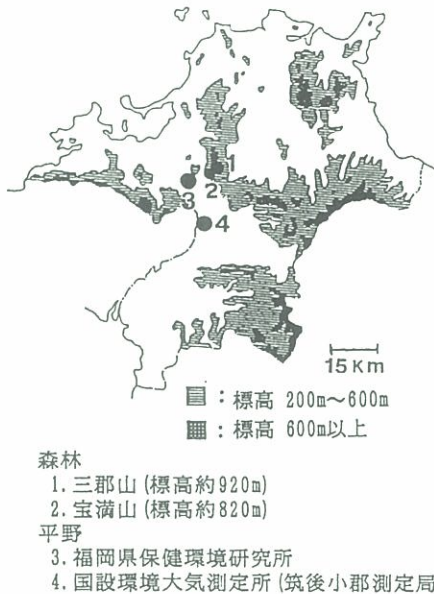 1
2
3
4
15Km
：標高 200m～600m
：標高 600m以上
森林
1.三郡山(標高約920m)
2.宝満山(標高約820m)
平野
3.福岡県保健環境研究所
4.国設環境大気測定所(筑後小郡測定局